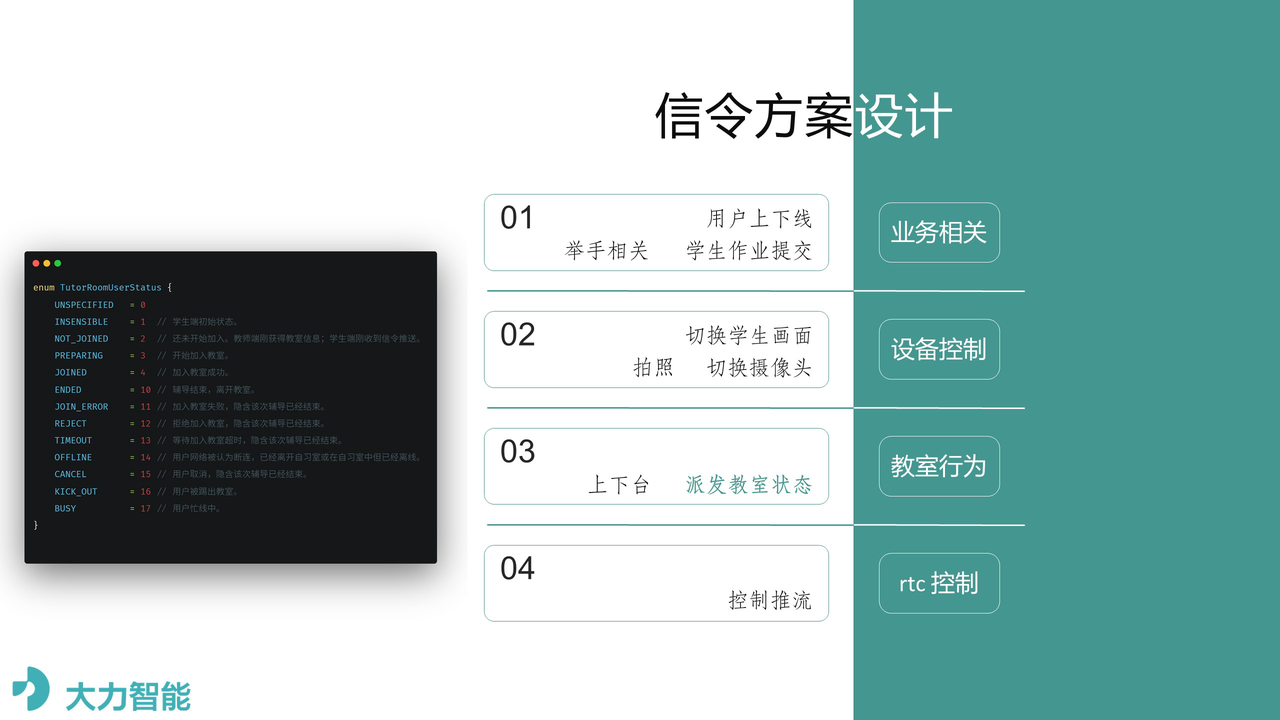 信令方案设计
enum TutorRoomUserStatus {
UNSPECIFIED = 0
INSENSIBLE = 1 // 学生端初始状态。
NOT_JOINED = 2 // 还未开始加入。教师端刚获得教室信息；学生端刚收到信令推送。
PREPARING = 3 // 开始加入教室。
JOINED = 4 // 加入教室成功。
ENDED = 10 // 辅导结束，离开教室。
JOIN_ERROR = 11 // 加入教室失败，隐含该次辅导已经结束。
REJECT = 12 // 拒绝加入教室，隐含该次辅导已经结束。
TIMEOUT = 13 // 等待加入教室超时，隐含该次辅导已经结束。
OFFLINE = 14 // 用户网络被认为断连，已经离开自习室或在自习室中但已经离线。
CANCEL = 15 // 用户取消，隐含该次辅导已经结束。
KICK_OUT = 16 // 用户被踢出教室。
BUSY = 17 // 用户忙线中。
}
01
用户上下线
举手相关 学生作业提交
业务相关
02
切换学生画面
拍照 切换摄像头
设备控制
03
上下台 派发教室状态
教室行为
04
控制推流
rtc 控制
大力智能